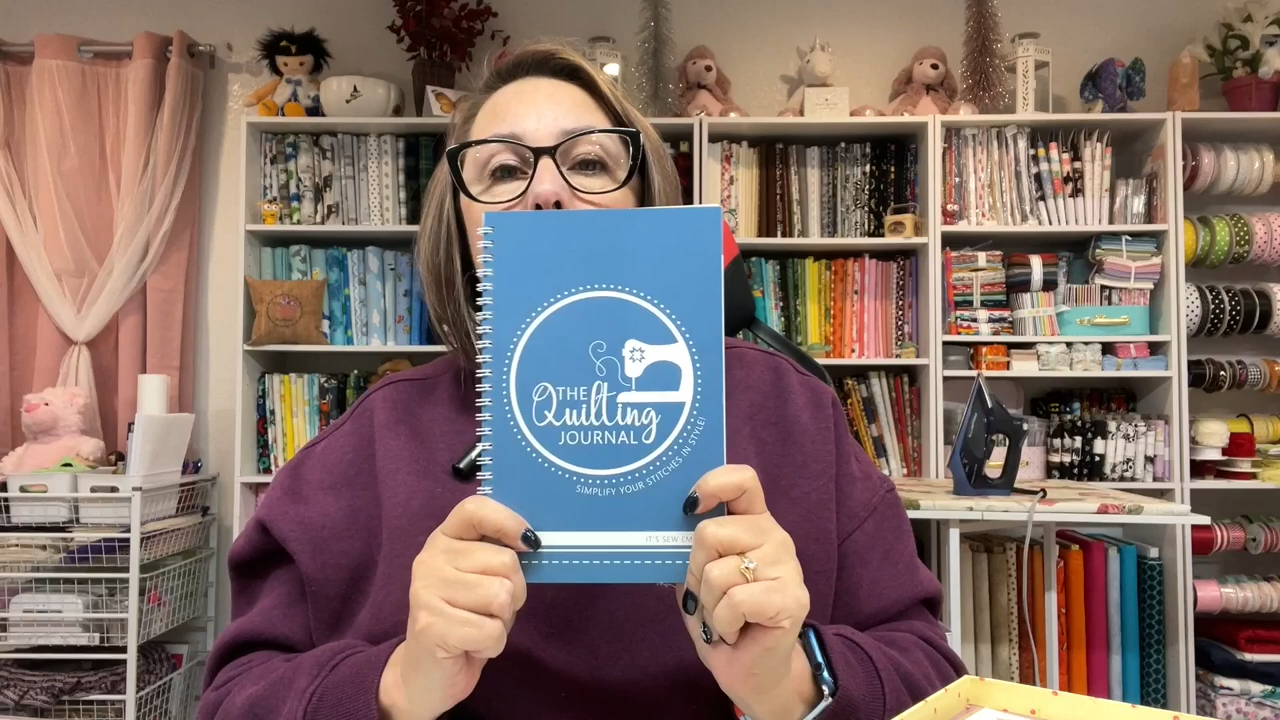 THE
Quilting
JOURNAL
SIMPLIFY YOUR STITCHES IN STYLE!
IT'S SEW